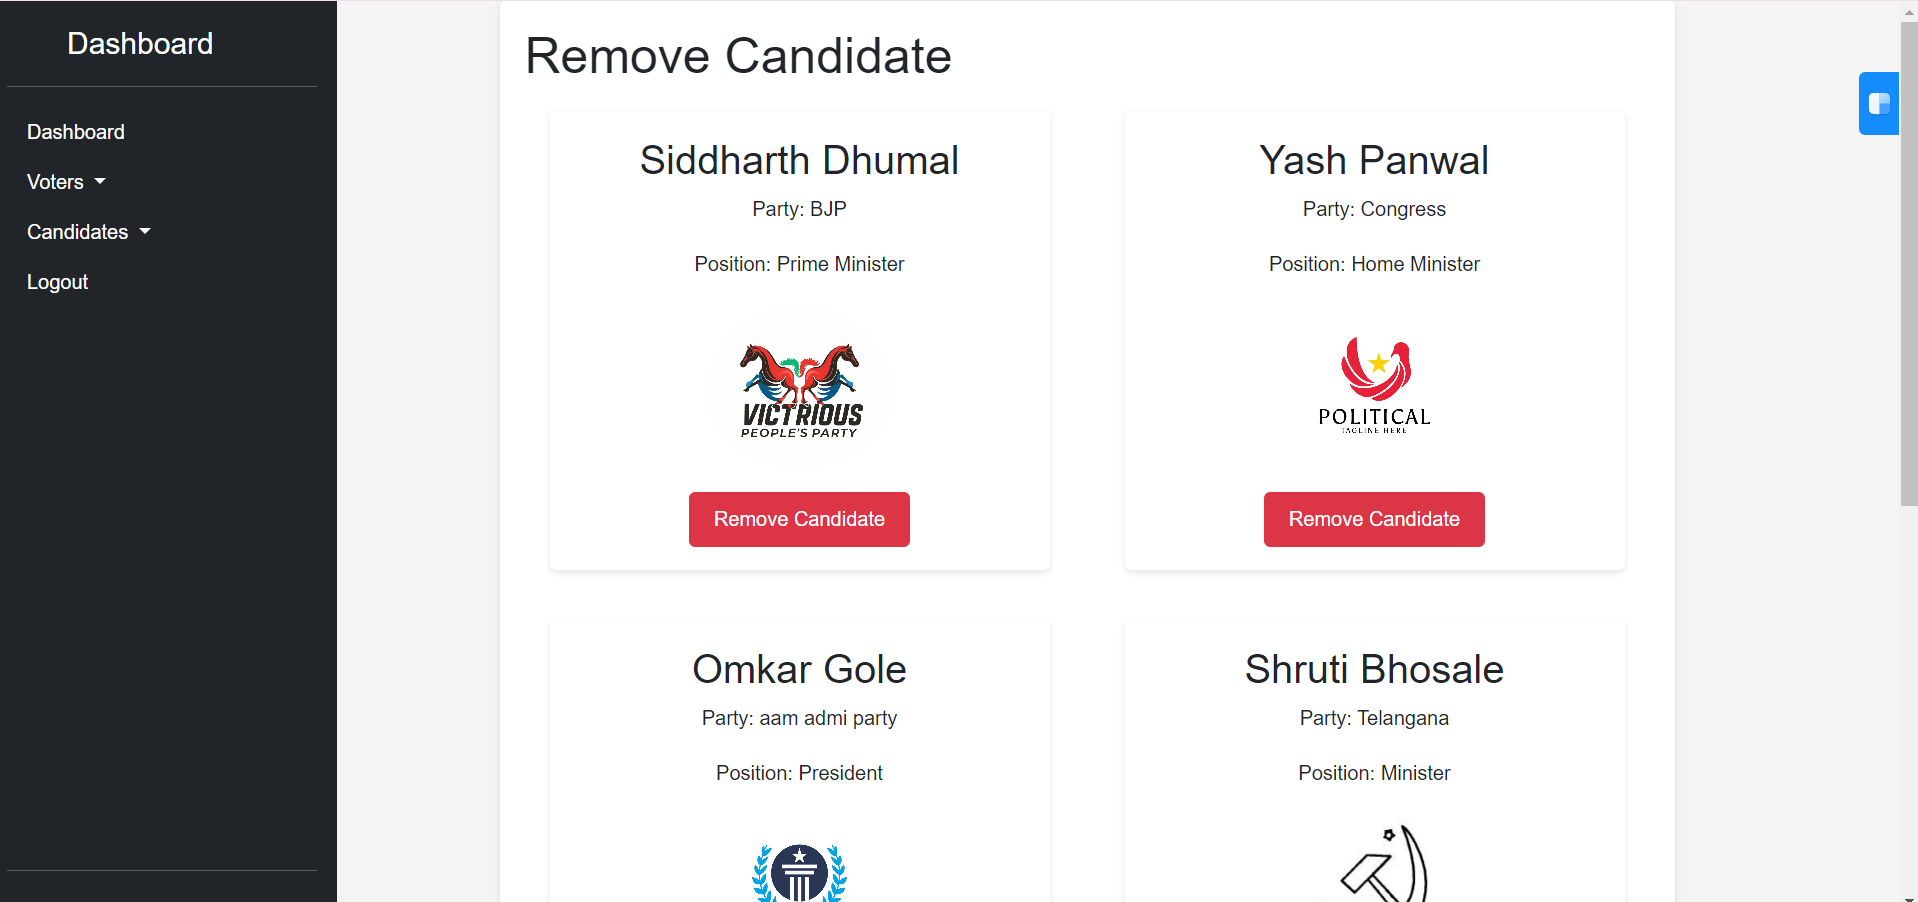 Dashboard
Dashboard
Voters
Candidates
Logout
Remove Candidate
Siddharth Dhumal
Party: BJP
Position: Prime Minister
VICTRIOUS
PEOPLE'S PARTY
Remove Candidate
Yash Panwal
Party: Congress
Position: Home Minister
POLITICAL
TAGLINE HERE
Remove Candidate
Omkar Gole
Party: aam admi party
Position: President
Shruti Bhosale
Party: Telangana
Position: Minister